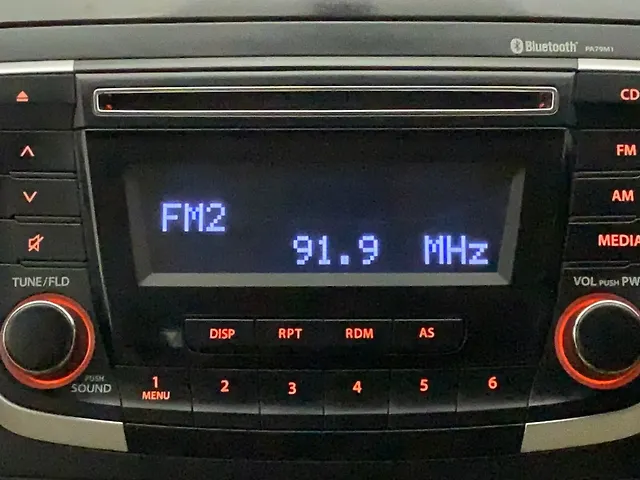 Bluetooth PA79M1
CD
FM
AM
MEDIA
FM2
91.9 MHz
TUNE/FLD
VOL PUSH PW
DISP RPT RDM AS
PUSH
SOUND
1 2 3 4 5 6
MENU